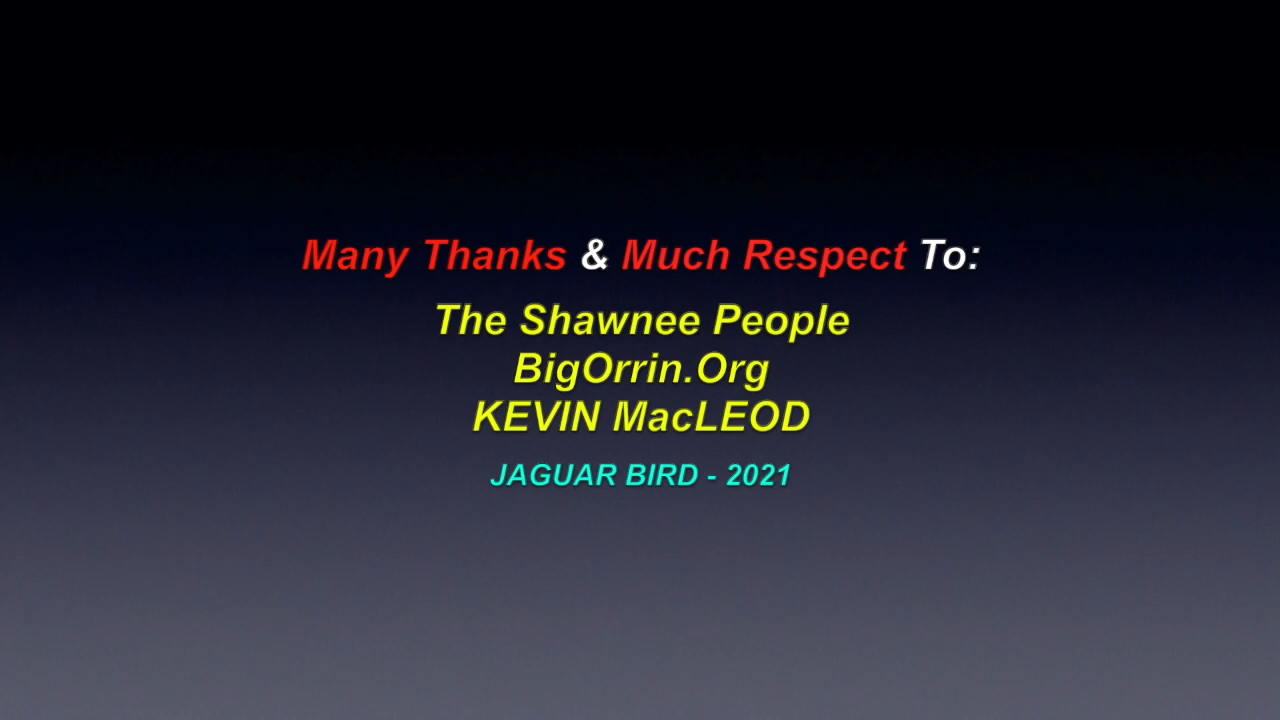 Many Thanks & Much Respect To:
The Shawnee People
BigOrrin.Org
KEVIN MacLEOD
JAGUAR BIRD - 2021